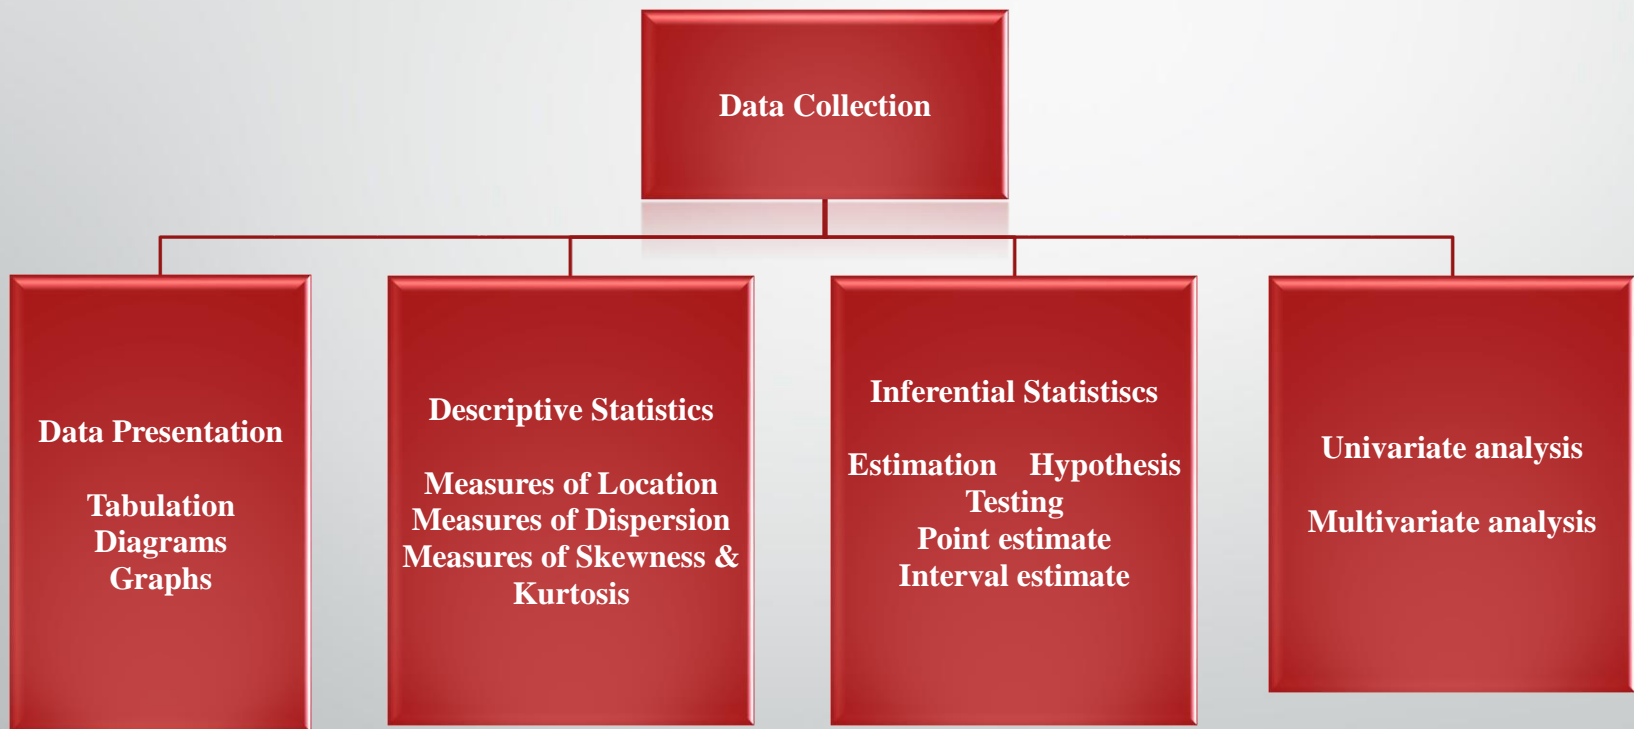 Data Collection
Data Presentation
Tabulation
Diagrams
Graphs
Descriptive Statistics
Measures of Location
Measures of Dispersion
Measures of Skewness &
Kurtosis
Inferential Statistiscs
Estimation Hypothesis
Testing
Point estimate
Interval estimate
Univariate analysis
Multivariate analysis